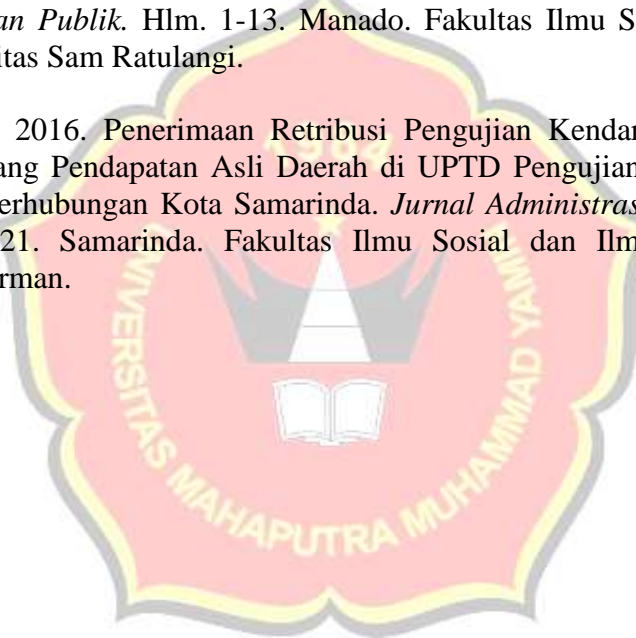 an Publik. Hlm. 1-13. Manado. Fakultas Ilmu S
itas Sam Ratulangi.
2016. Penerimaan Retribusi Pengujian Kendar
ang Pendapatan Asli Daerah di UPTD Pengujian
erhubungan Kota Samarinda. Jurnal Administras
21. Samarinda. Fakultas Ilmu Sosial dan Ilm
rman.
1984
UNIVERSITAS MAHAPUTRA MUHAMMAD YAMIN